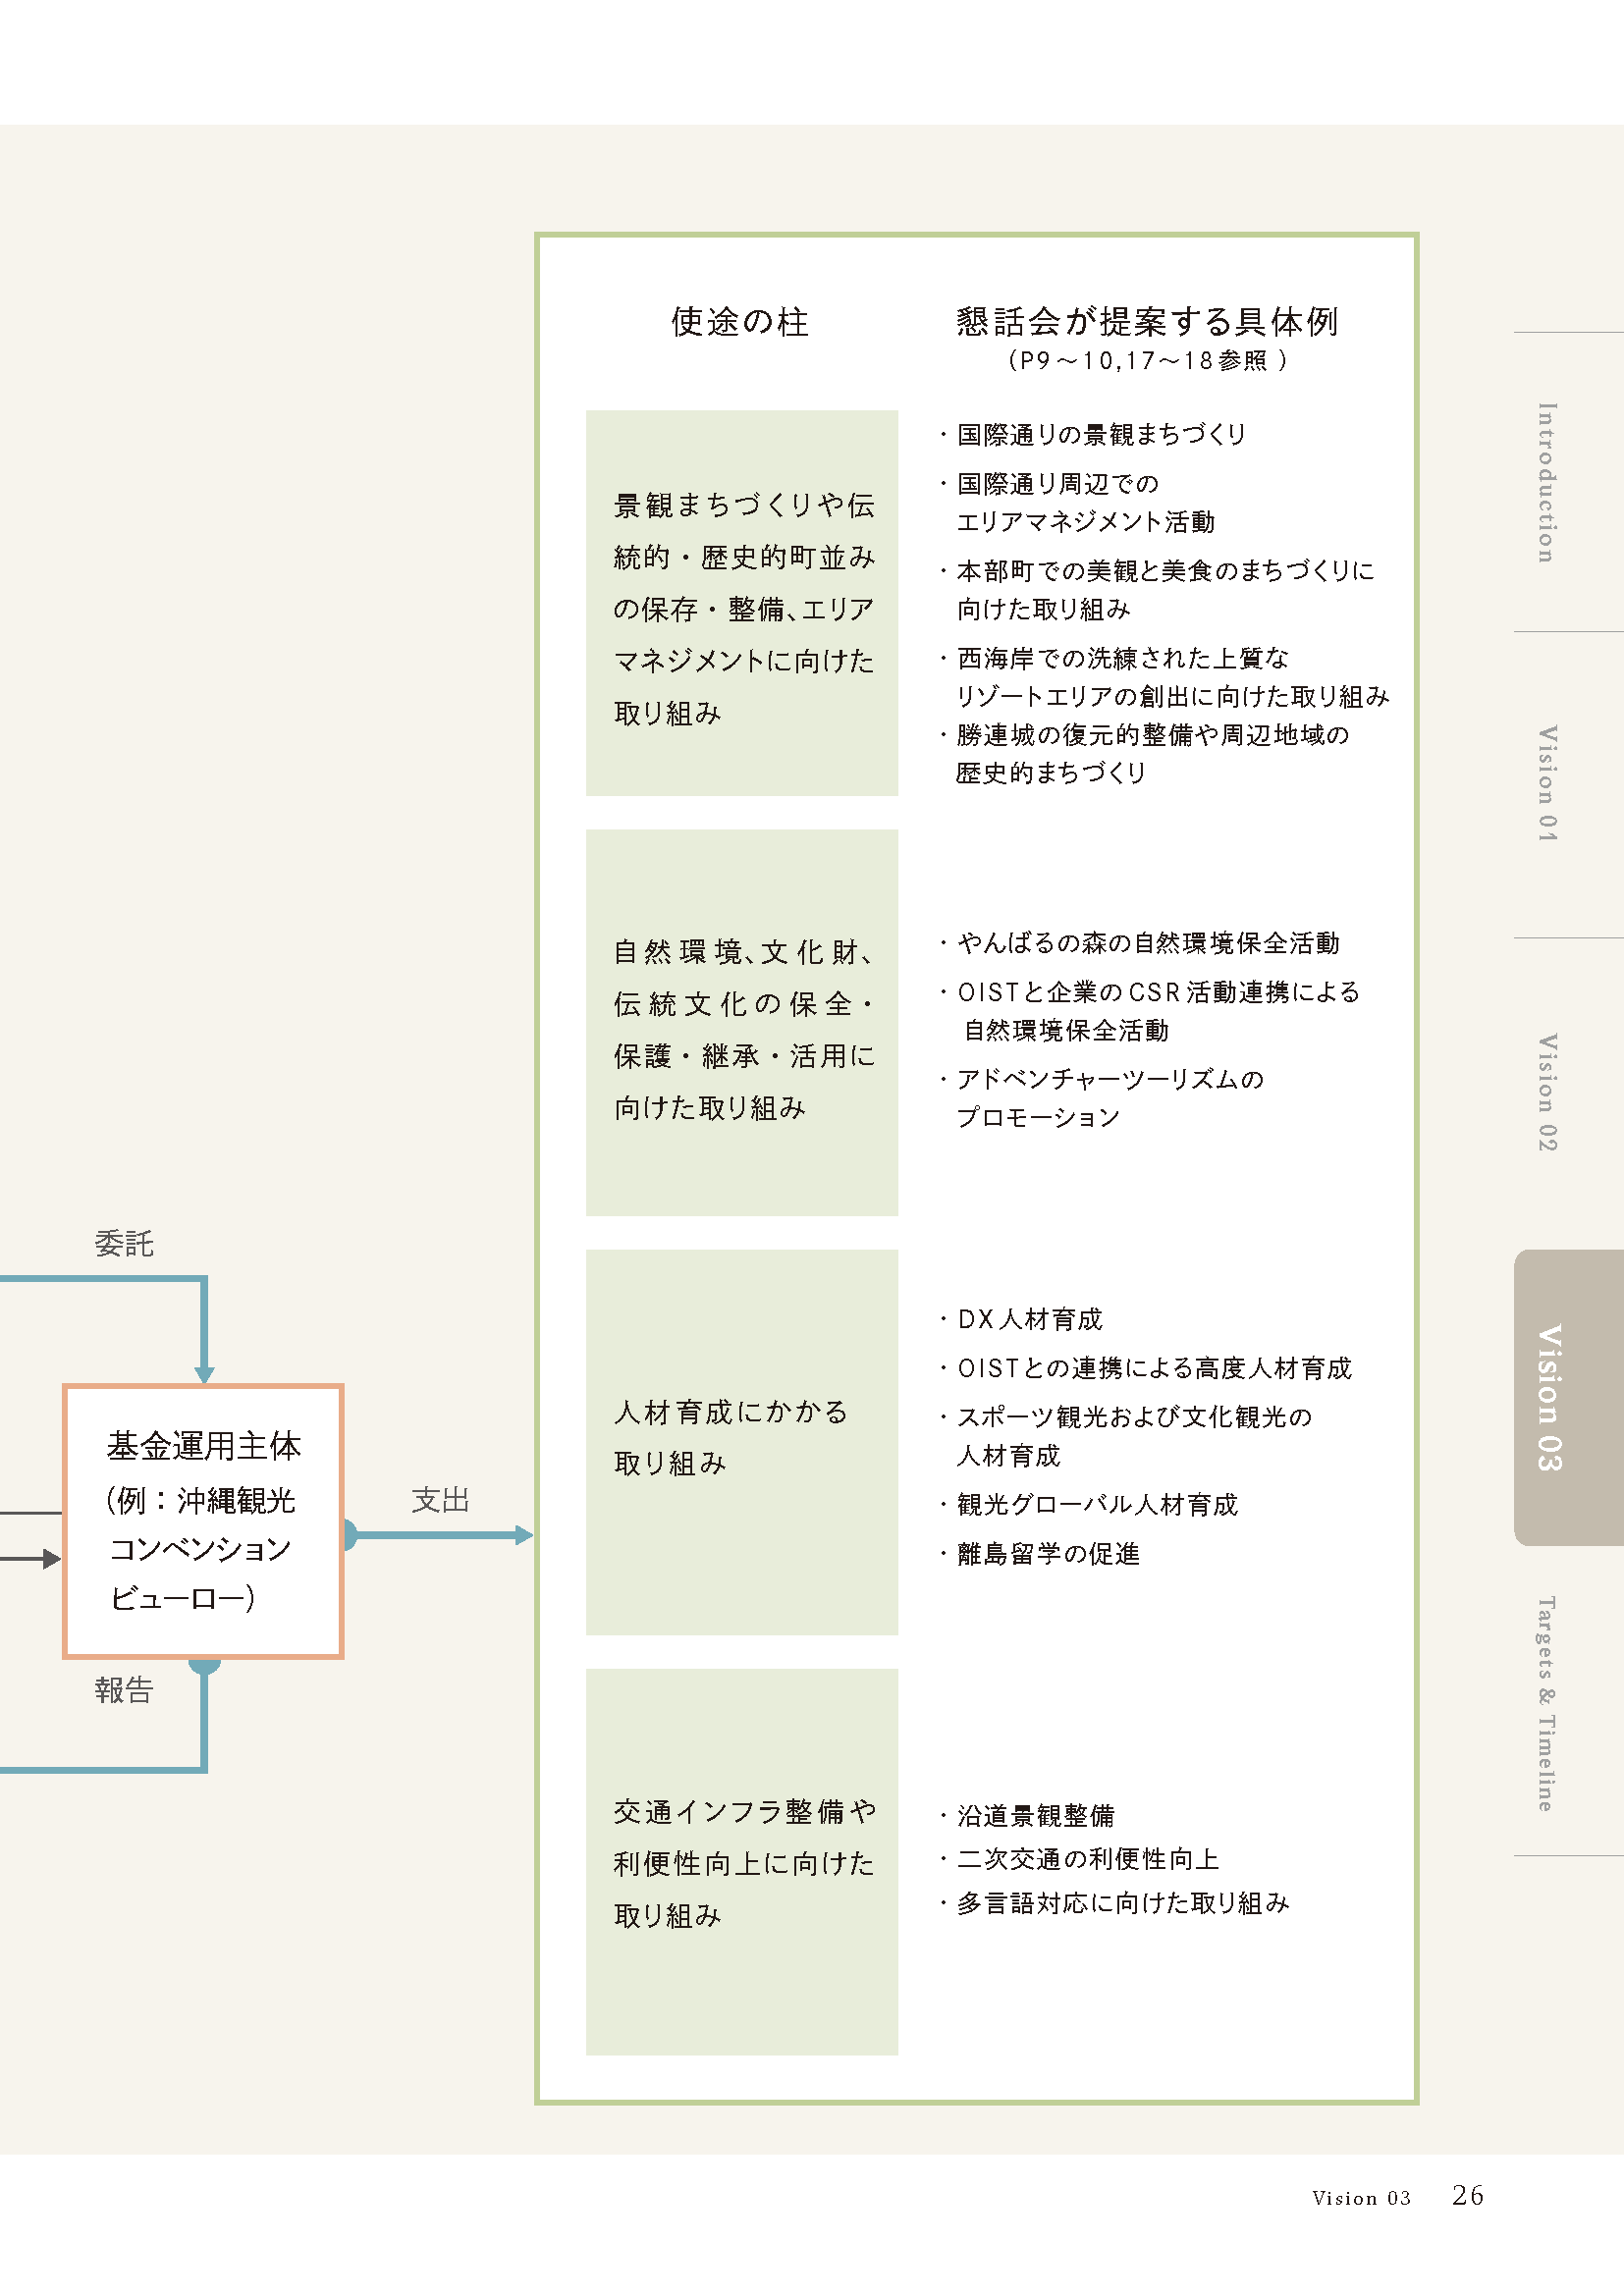 委託
基金運用主体
(例：沖縄観光
コンベンション
ビューロー)
報告
支出
使途の柱
懇話会が提案する具体例
(P9～10,17～18参照 )
景観まちづくりや伝
統的・歴史的町並み
の保存・整備､エリア
マネジメントに向けた
取り組み
・国際通りの景観まちづくり
・国際通り周辺での
エリアマネジメント活動
・本部町での美観と美食のまちづくりに
向けた取り組み
・西海岸での洗練された上質な
リゾートエリアの創出に向けた取り組み
・勝連城の復元的整備や周辺地域の
歴史的まちづくり
自然環境、文化財、
伝統文化の保全・
保護・継承・活用に
向けた取り組み
・やんばるの森の自然環境保全活動
・OISTと企業のCSR活動連携による
自然環境保全活動
・アドベンチャーツーリズムの
プロモーション
人材育成にかかる
取り組み
・DX人材育成
・OISTとの連携による高度人材育成
・スポーツ観光および文化観光の
人材育成
・観光グローバル人材育成
・離島留学の促進
交通インフラ整備や
利便性向上に向けた
取り組み
・沿道景観整備
・二次交通の利便性向上
・多言語対応に向けた取り組み
Introduction
Vision 01
Vision 02
Vision 03
Targets & Timeline
Vision 03 26